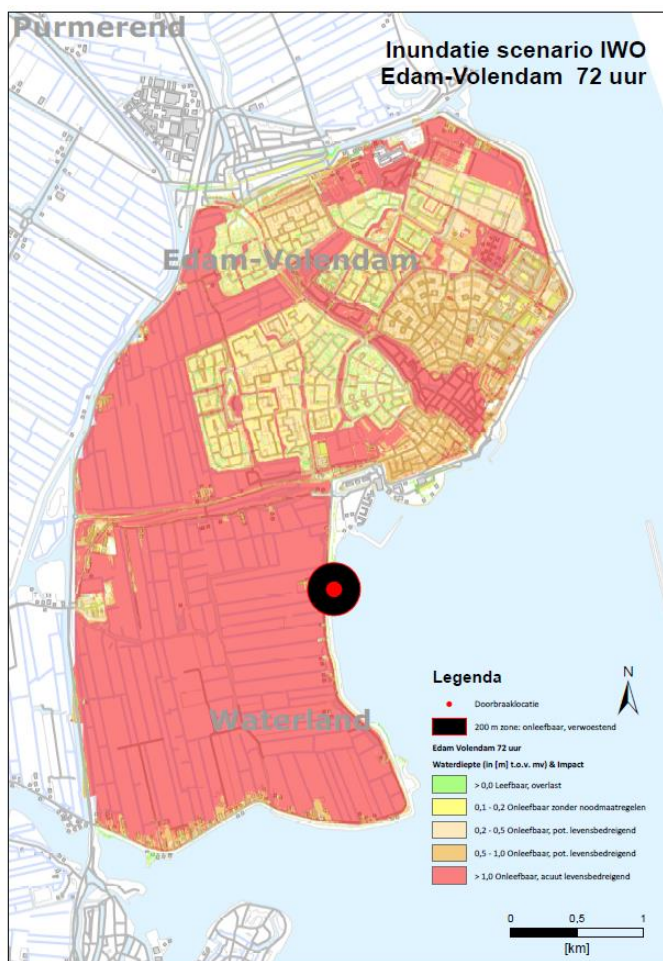 Purmerend
Inundatie scenario IWO
Edam-Volendam 72 uur
Edam-Volendam
Waterland
Legenda
N
Doorbraaklocatie
200 m zone: onleefbaar, verwoestend
Edam Volendam 72 uur
Waterdiepte (in [m] t.o.v. mv) & Impact
> 0,0 Leefbaar, overlast
0,1 - 0,2 Onleefbaar zonder noodmaatregelen
0,2 - 0,5 Onleefbaar, pot. levensbedreigend
0,5 - 1,0 Onleefbaar, pot. levensbedreigend
> 1,0 Onleefbaar, acuut levensbedreigend
0 0,5 1
[km]